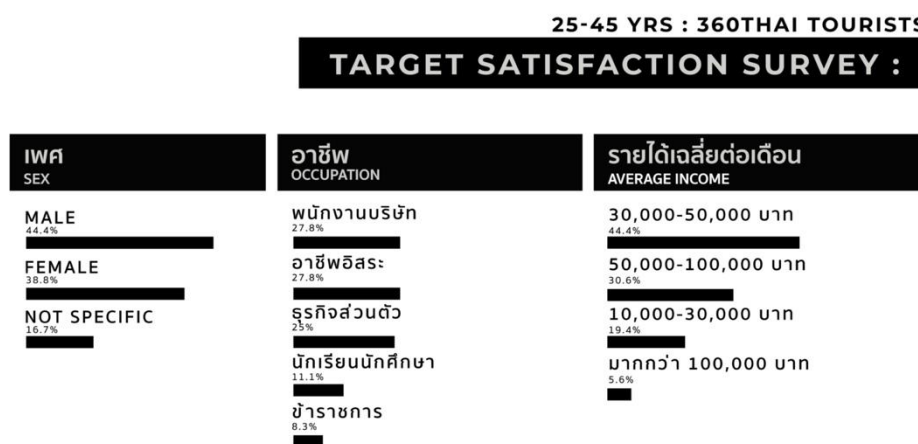 25-45 YRS : 360THAI TOURISTS
TARGET SATISFACTION SURVEY :
เพศ
SEX
MALE
44.4%
FEMALE
38.8%
NOT SPECIFIC
16.7%
อาชีพ
OCCUPATION
พนักงานบริษัท
27.8%
อาชีพอิสระ
27.8%
ธุรกิจส่วนตัว
25%
นักเรียนนักศึกษา
11.1%
ข้าราชการ
8.3%
รายได้เฉลี่ยต่อเดือน
AVERAGE INCOME
30,000-50,000 บาท
44.4%
50,000-100,000 บาท
30.6%
10,000-30,000 บาท
19.4%
มากกว่า 100,000 บาท
5.6%